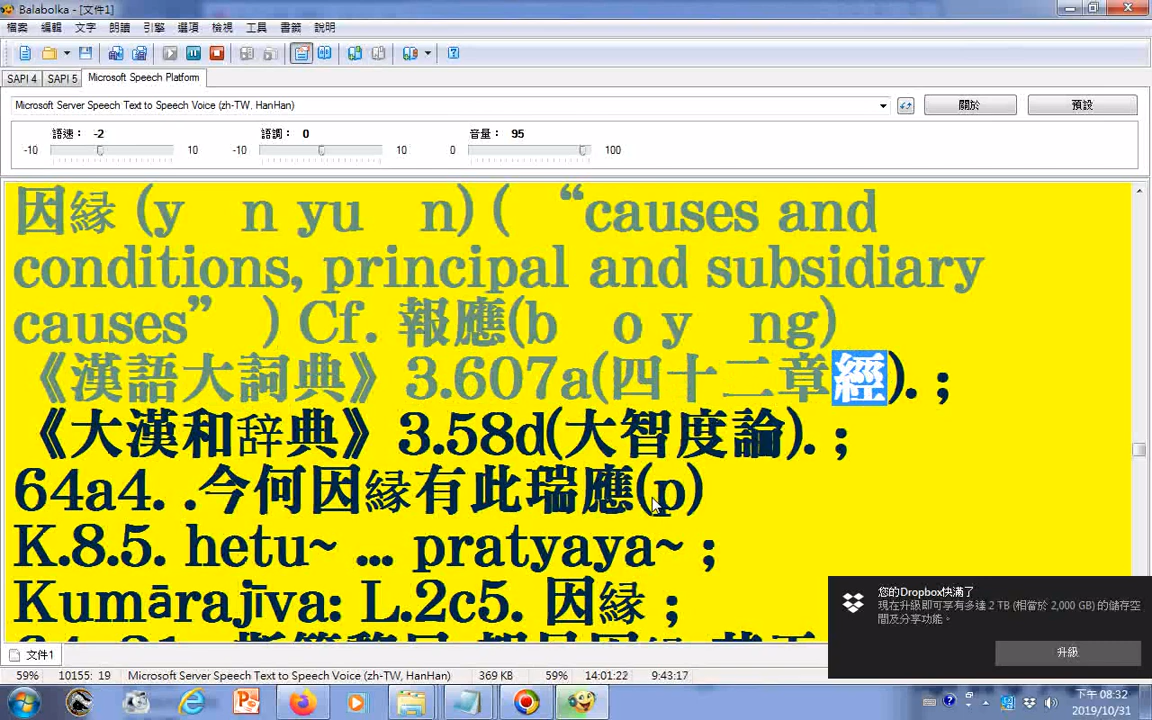 Balabolka - [文件1]
檔案 編輯 文字 朗讀 引擎 選項 檢視 工具 書籤 說明
SAPI 4 SAPI 5 Microsoft Speech Platform
Microsoft Server Speech Text to Speech Voice (zh-TW, HanHan)
關於 預設
語速： -2 語調： 0 音量： 95
-10 10 -10 10 0 100
因縁 (y n yu n) ( “causes and
conditions, principal and subsidiary
causes” ) Cf. 報應(b o y ng)
《漢語大詞典》 3.607a(四十二章經). ;
《大漢和辞典》 3.58d(大智度論). ;
64a4. .今何因縁有此瑞應(p)
K.8.5. hetu~ ... pratyaya~ ;
Kumārajīva: L.2c5. 因縁 ;
您的Dropbox快滿了
現在升級即可享有多達 2 TB (相當於 2,000 GB) 的儲存空
間及分享功能。
升級
文件1
59% 10155: 19 Microsoft Server Speech Text to Speech Voice (zh-TW, HanHan) 369 KB 59% 14:01:22 9:43:17
下午 08:32
2019/10/31